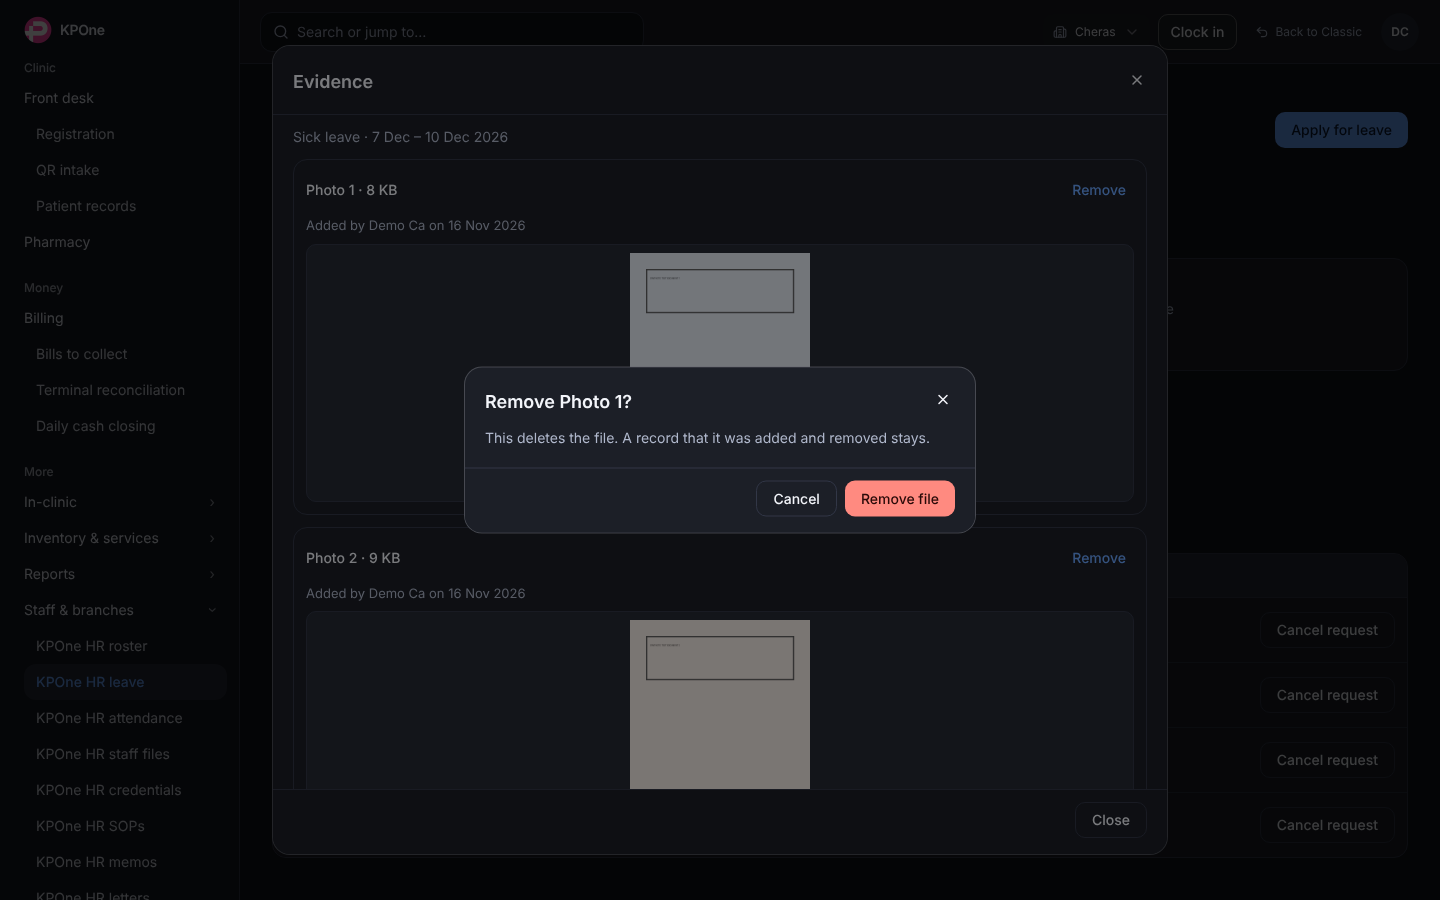 KPOne
Search or jump to...
Cheras
Clock in
Back to Classic
DC
Clinic
Front desk
Registration
QR intake
Patient records
Pharmacy
Money
Billing
Bills to collect
Terminal reconciliation
Daily cash closing
More
In-clinic
Inventory & services
Reports
Staff & branches
KPOne HR roster
KPOne HR leave
KPOne HR attendance
KPOne HR staff files
KPOne HR credentials
KPOne HR SOPs
KPOne HR memos
KPOne HR letters
Apply for leave
Evidence
Sick leave · 7 Dec – 10 Dec 2026
Photo 1 · 8 KB
Remove
Added by Demo Ca on 16 Nov 2026
Remove Photo 1?
This deletes the file. A record that it was added and removed stays.
Cancel
Remove file
Photo 2 · 9 KB
Remove
Added by Demo Ca on 16 Nov 2026
Close
Cancel request
Cancel request
Cancel request
Cancel request